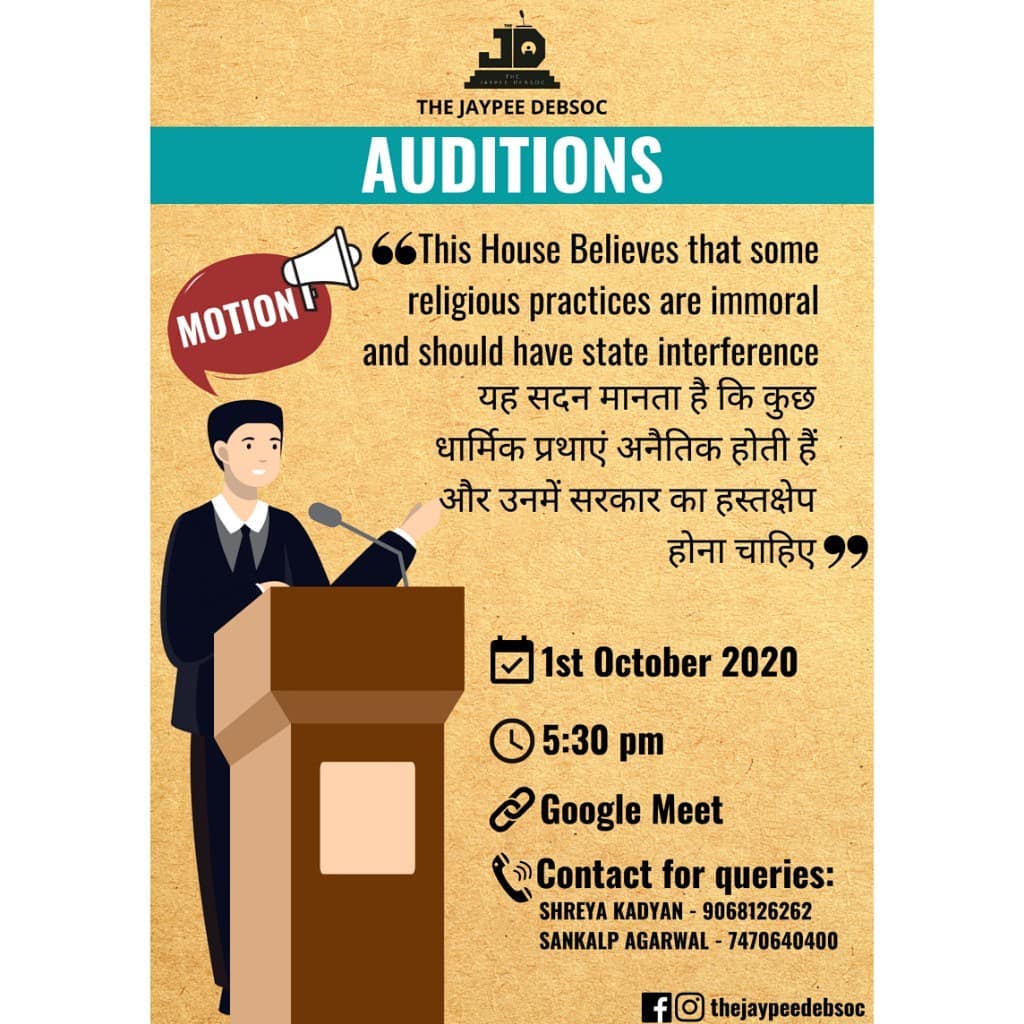 THE
JD
THE
JAYPEE DEBSOC
THE JAYPEE DEBSOC
AUDITIONS
MOTION
“This House Believes that some
religious practices are immoral
and should have state interference
यह सदन मानता है कि कुछ
धार्मिक प्रथाएं अनैतिक होती हैं
और उनमें सरकार का हस्तक्षेप
होना चाहिए ”
1st October 2020
5:30 pm
Google Meet
Contact for queries:
SHREYA KADYAN - 9068126262
SANKALP AGARWAL - 7470640400
thejaypeedebsoc